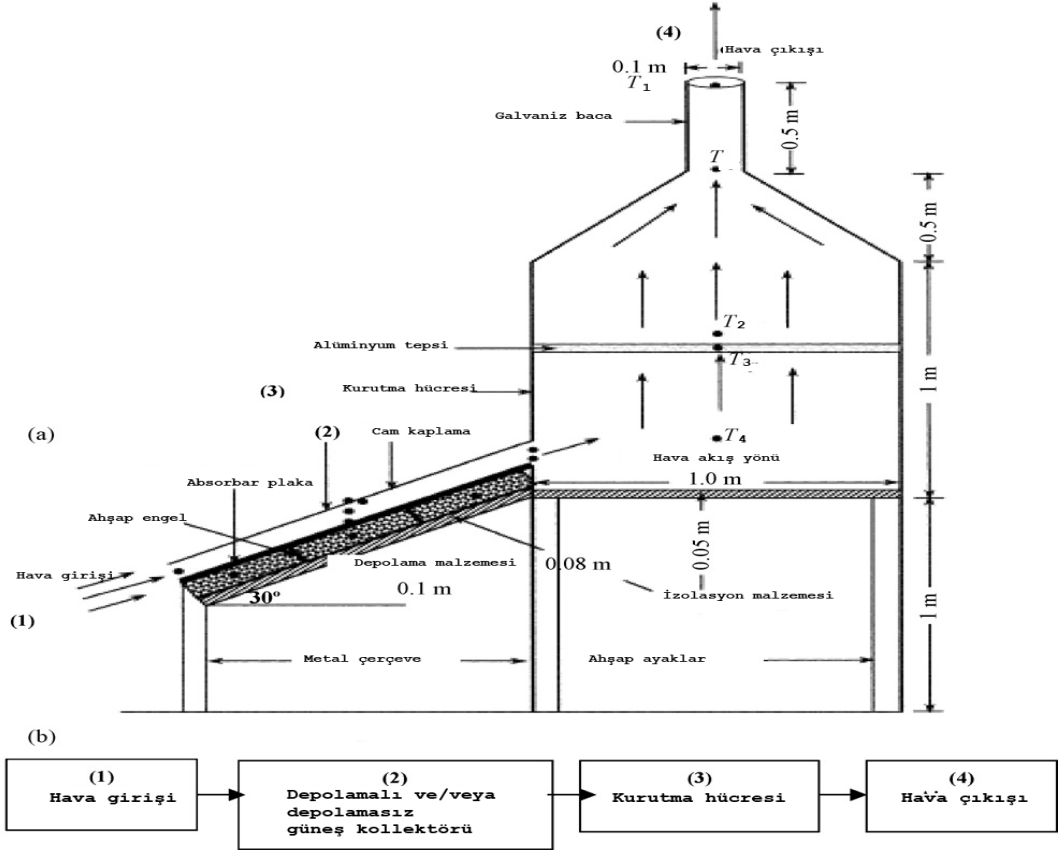 (4)
Hava çıkışı
0.1 m
T1
Galvaniz baca
0.5 m
T
0.5 m
T2
Alüminyum tepsi
T3
(3)
Kurutma hücresi
1 m
(a)
(2)
Cam kaplama
T4
Hava akış yönü
Absorbar plaka
1.0 m
Ahşap engel
0.05 m
Depolama malzemesi
0.08 m
Hava girişi
30º
0.1 m
İzolasyon malzemesi
(1)
1 m
Metal çerçeve
Ahşap ayaklar
(b)
(1)
Hava girişi
(2)
Depolamalı ve/veya
depolamasız
güneş kollektörü
(3)
Kurutma hücresi
(4)
Hava çıkışı